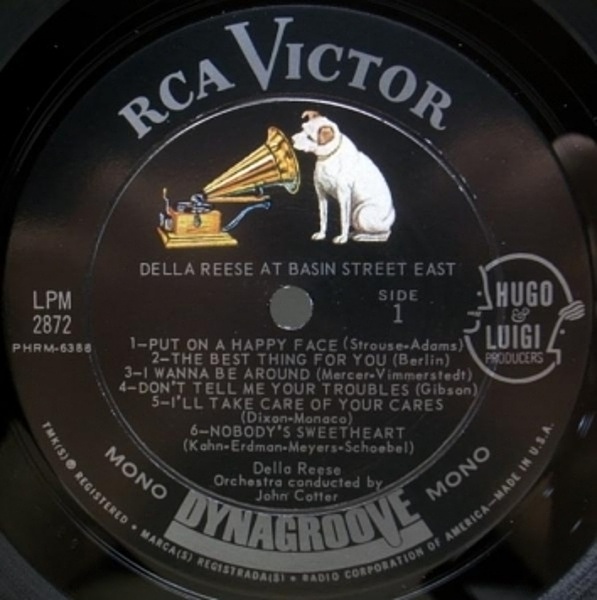 RCA VICTOR
DELLA REESE AT BASIN STREET EAST
LPM
2872
PHRM-6386
SIDE
1
HUGO
&
LUIGI
PRODUCERS
1-PUT ON A HAPPY FACE (Strouse-Adams)
2-THE BEST THING FOR YOU (Berlin)
3-I WANNA BE AROUND (Mercer-Vimmerstedt)
4-DON'T TELL ME YOUR TROUBLES (Gibson)
5-I'LL TAKE CARE OF YOUR CARES
(Dixon-Monaco)
6-NOBODY'S SWEETHEART
(Kahn-Erdman-Meyers-Schoebel)
Della Reese
Orchestra conducted by
John Cotter
MONO
DYNAGROOVE
MONO
TMK(S) ® REGISTERED • MARCA(S) REGISTRADA(S) • RADIO CORPORATION OF AMERICA-MADE IN U.S.A.